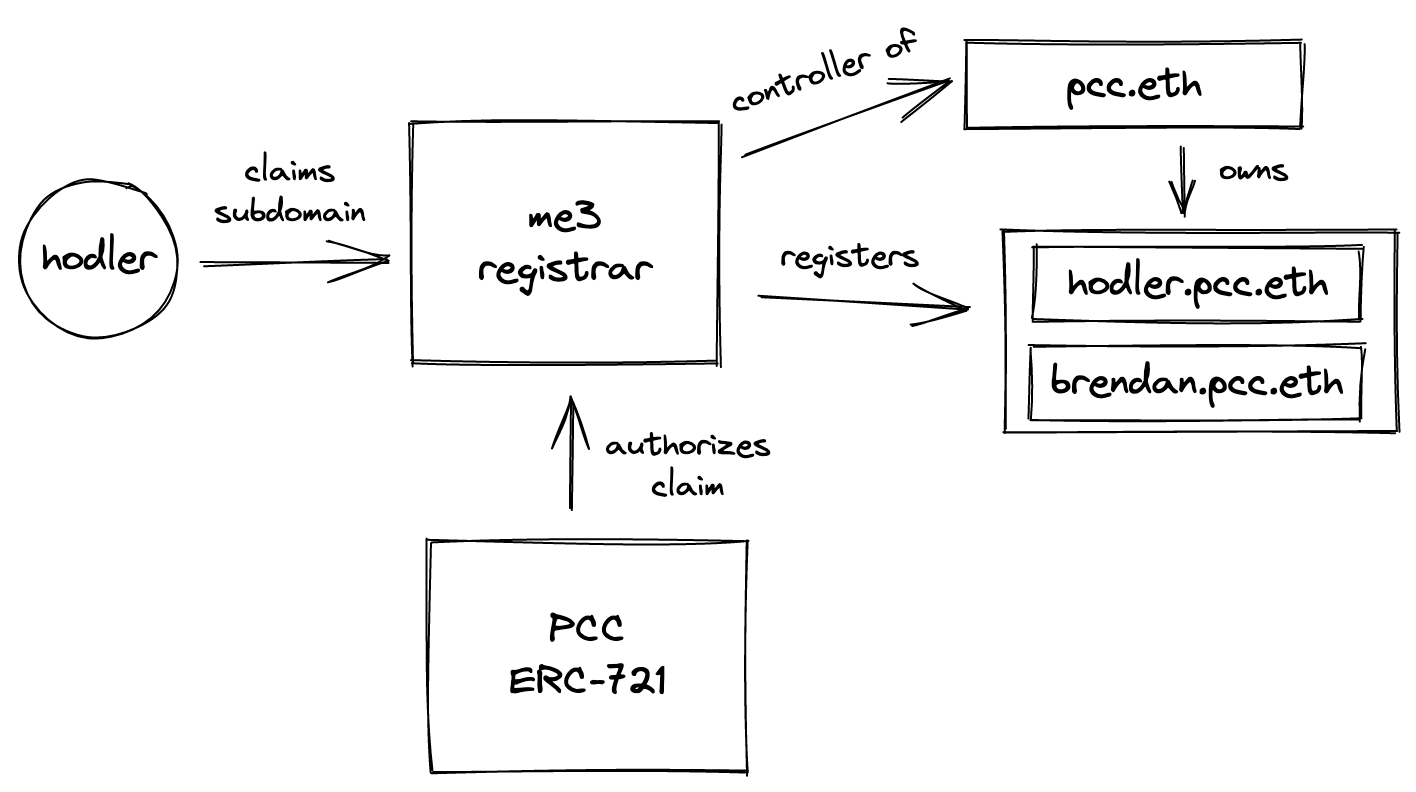 hodler
claims
subdomain
me3
registrar
controller of
pcc.eth
owns
registers
hodler.pcc.eth
brendan.pcc.eth
authorizes
claim
PCC
ERC-721